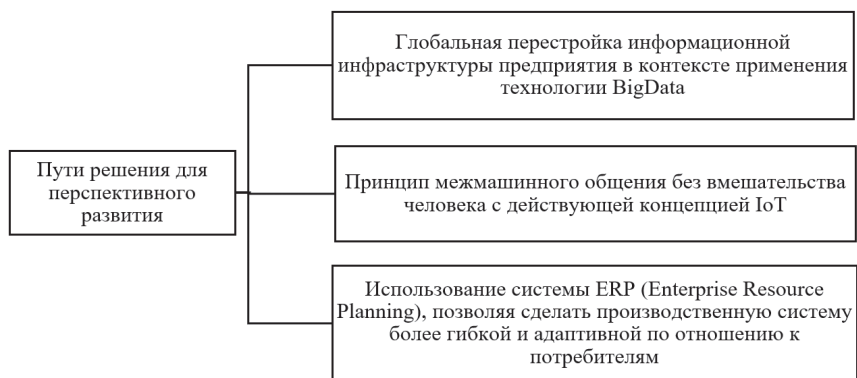 Глобальная перестройка информационной
инфраструктуры предприятия в контексте применения
технологии BigData
Пути решения для
перспективного
развития
Принцип межмашинного общения без вмешательства
человека с действующей концепцией IoT
Использование системы ERP (Enterprise Resource
Planning), позволяя сделать производственную систему
более гибкой и адаптивной по отношению к
потребителям